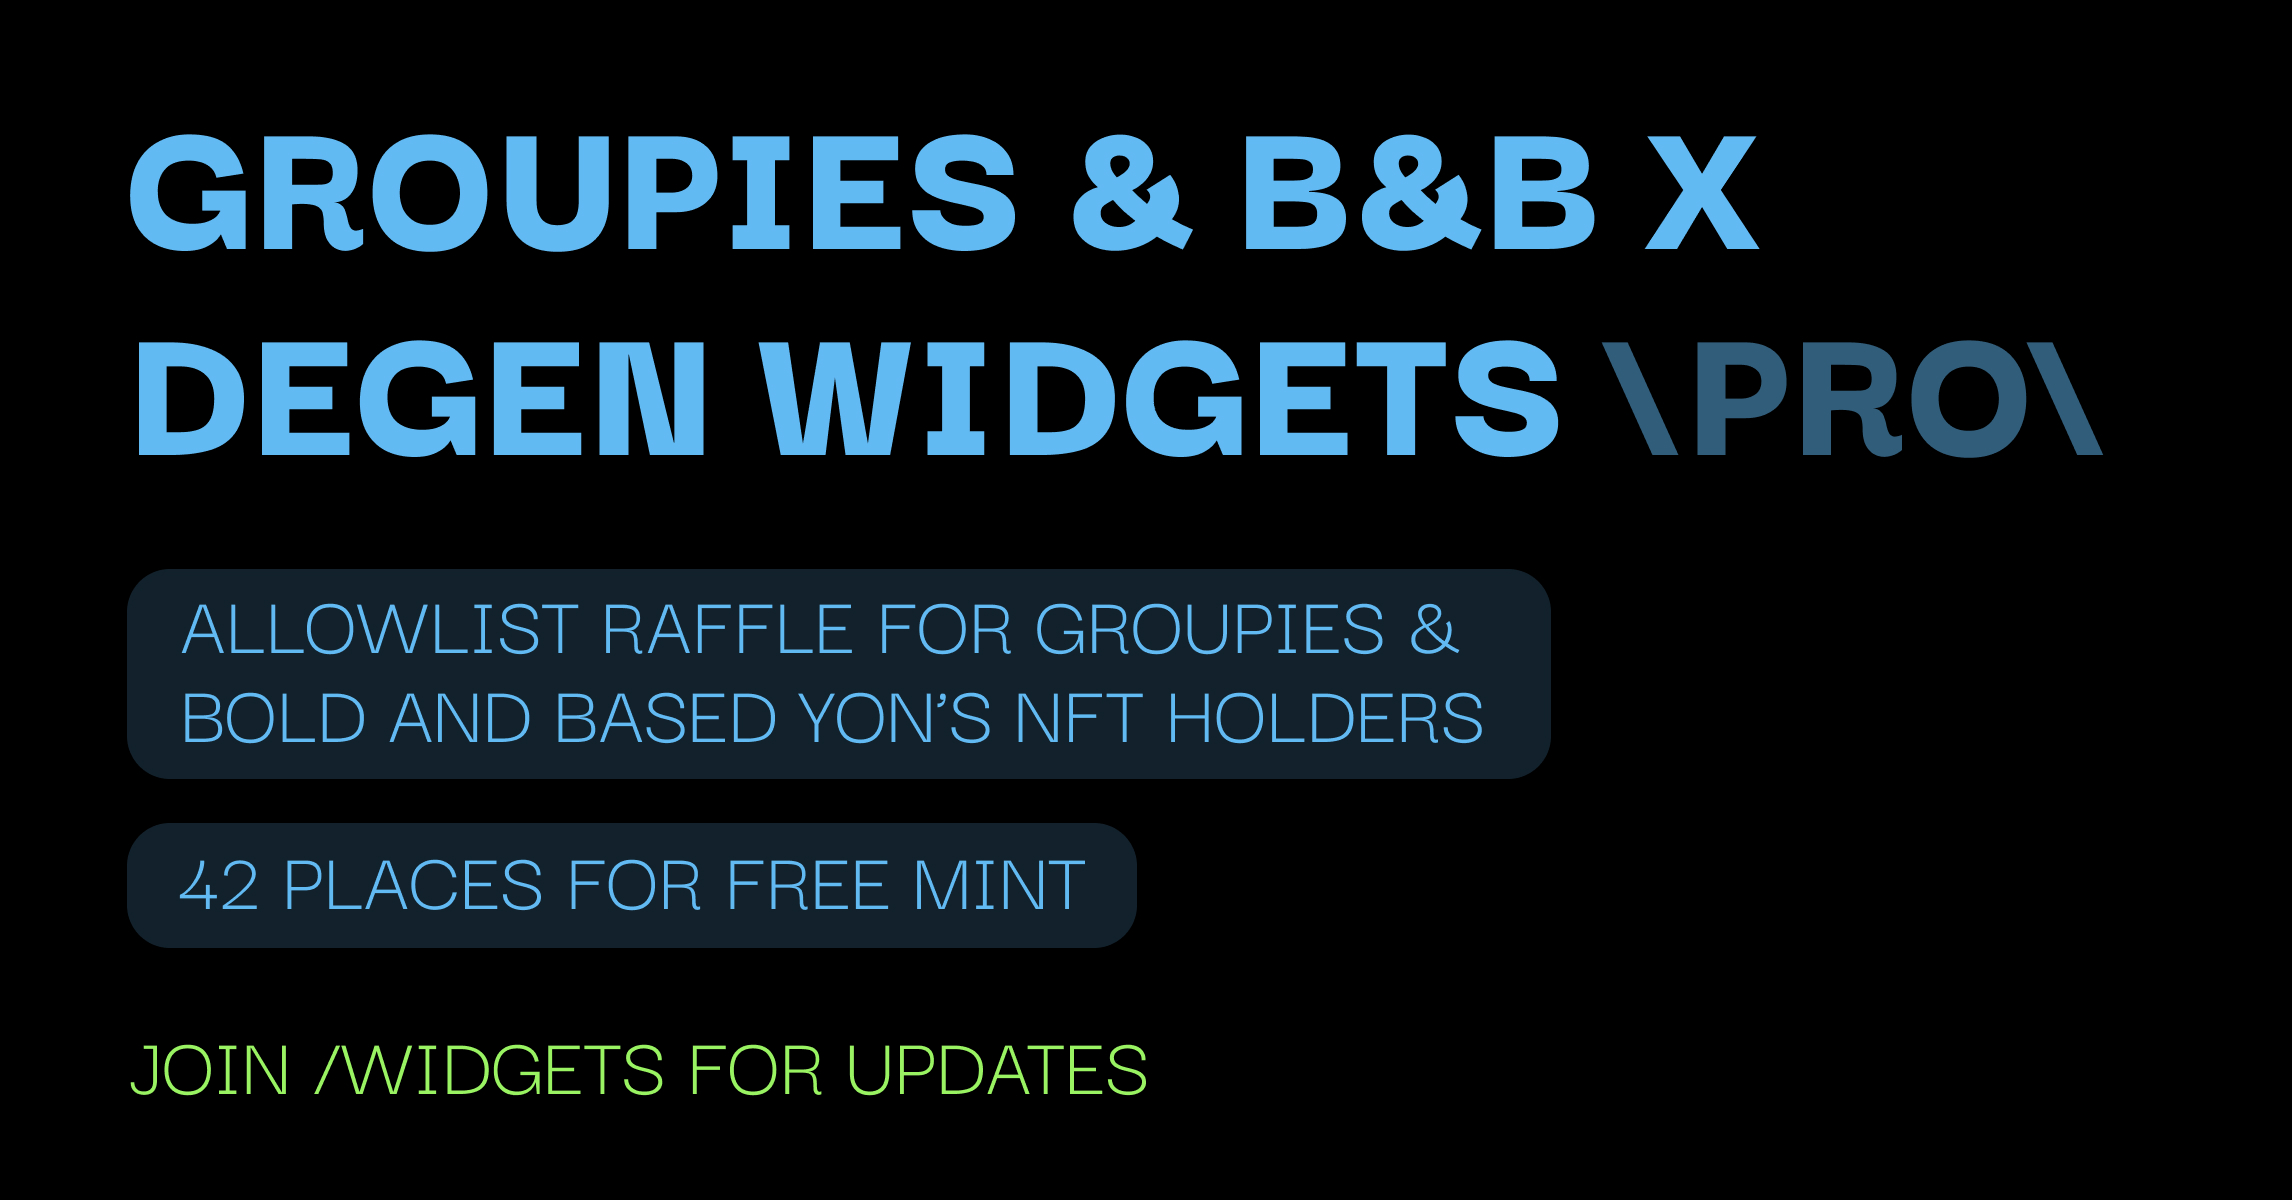 GROUPIES & B&B X
DEGEN WIDGETS \PRO\
ALLOWLIST RAFFLE FOR GROUPIES &
BOLD AND BASED YON’S NFT HOLDERS
42 PLACES FOR FREE MINT
JOIN /WIDGETS FOR UPDATES